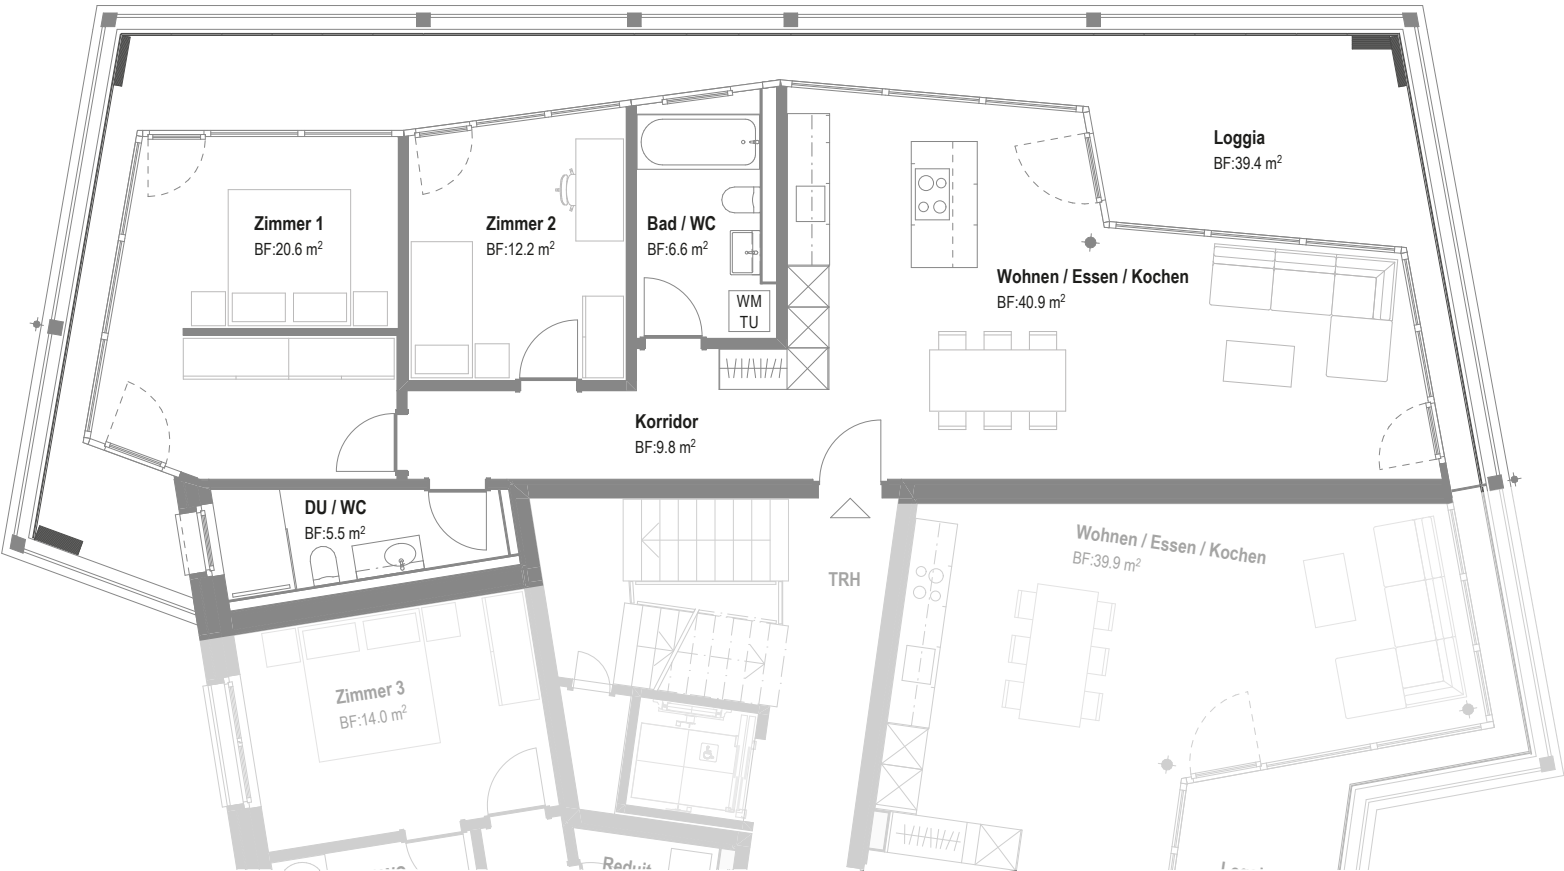 Loggia
BF:39.4 m²
Zimmer 1
BF:20.6 m²
Zimmer 2
BF:12.2 m²
Bad / WC
BF:6.6 m²
Wohnen / Essen / Kochen
BF:40.9 m²
WM
TU
Korridor
BF:9.8 m²
DU / WC
BF:5.5 m²
Wohnen / Essen / Kochen
BF:39.9 m²
TRH
Zimmer 3
BF:14.0 m²
Reduit